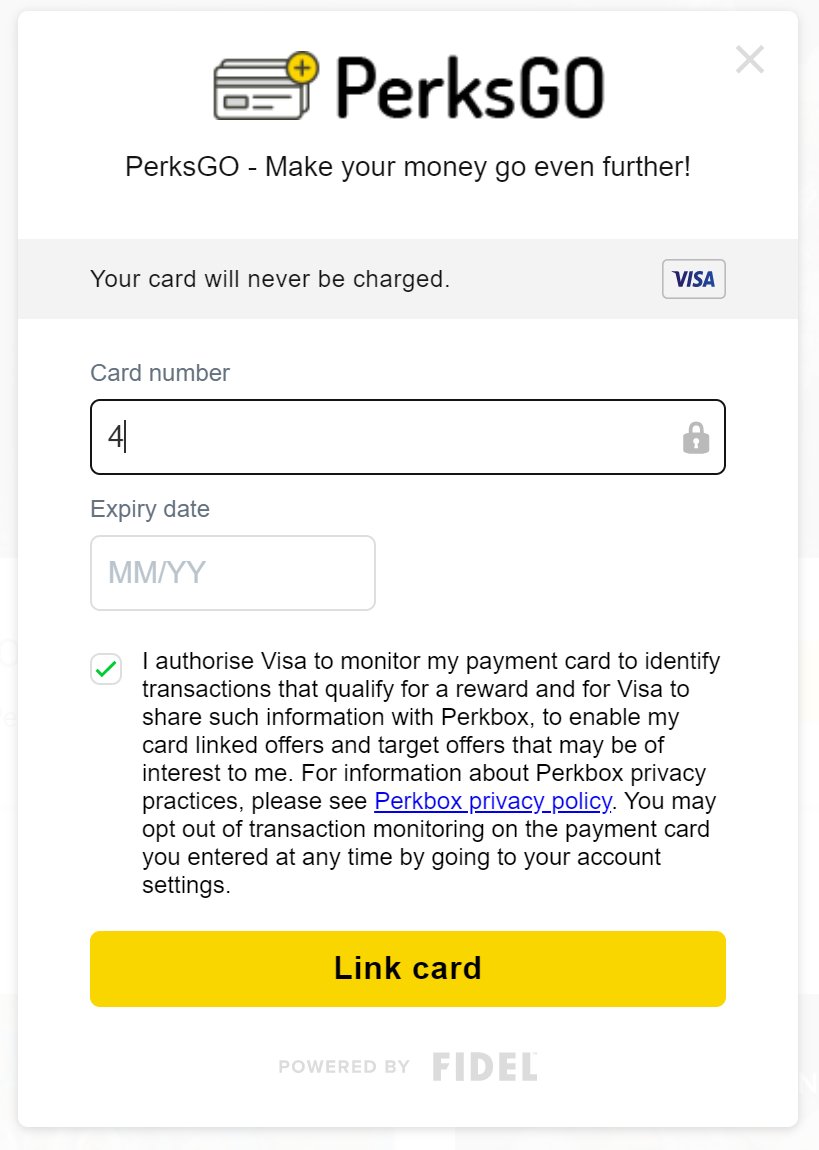 PerksGO
PerksGO - Make your money go even further!
Your card will never be charged.
VISA
Card number
4
Expiry date
MM/YY
I authorise Visa to monitor my payment card to identify
transactions that qualify for a reward and for Visa to
share such information with Perkbox, to enable my
card linked offers and target offers that may be of
interest to me. For information about Perkbox privacy
practices, please see Perkbox privacy policy. You may
opt out of transaction monitoring on the payment card
you entered at any time by going to your account
settings.
Link card
POWERED BY FIDEL